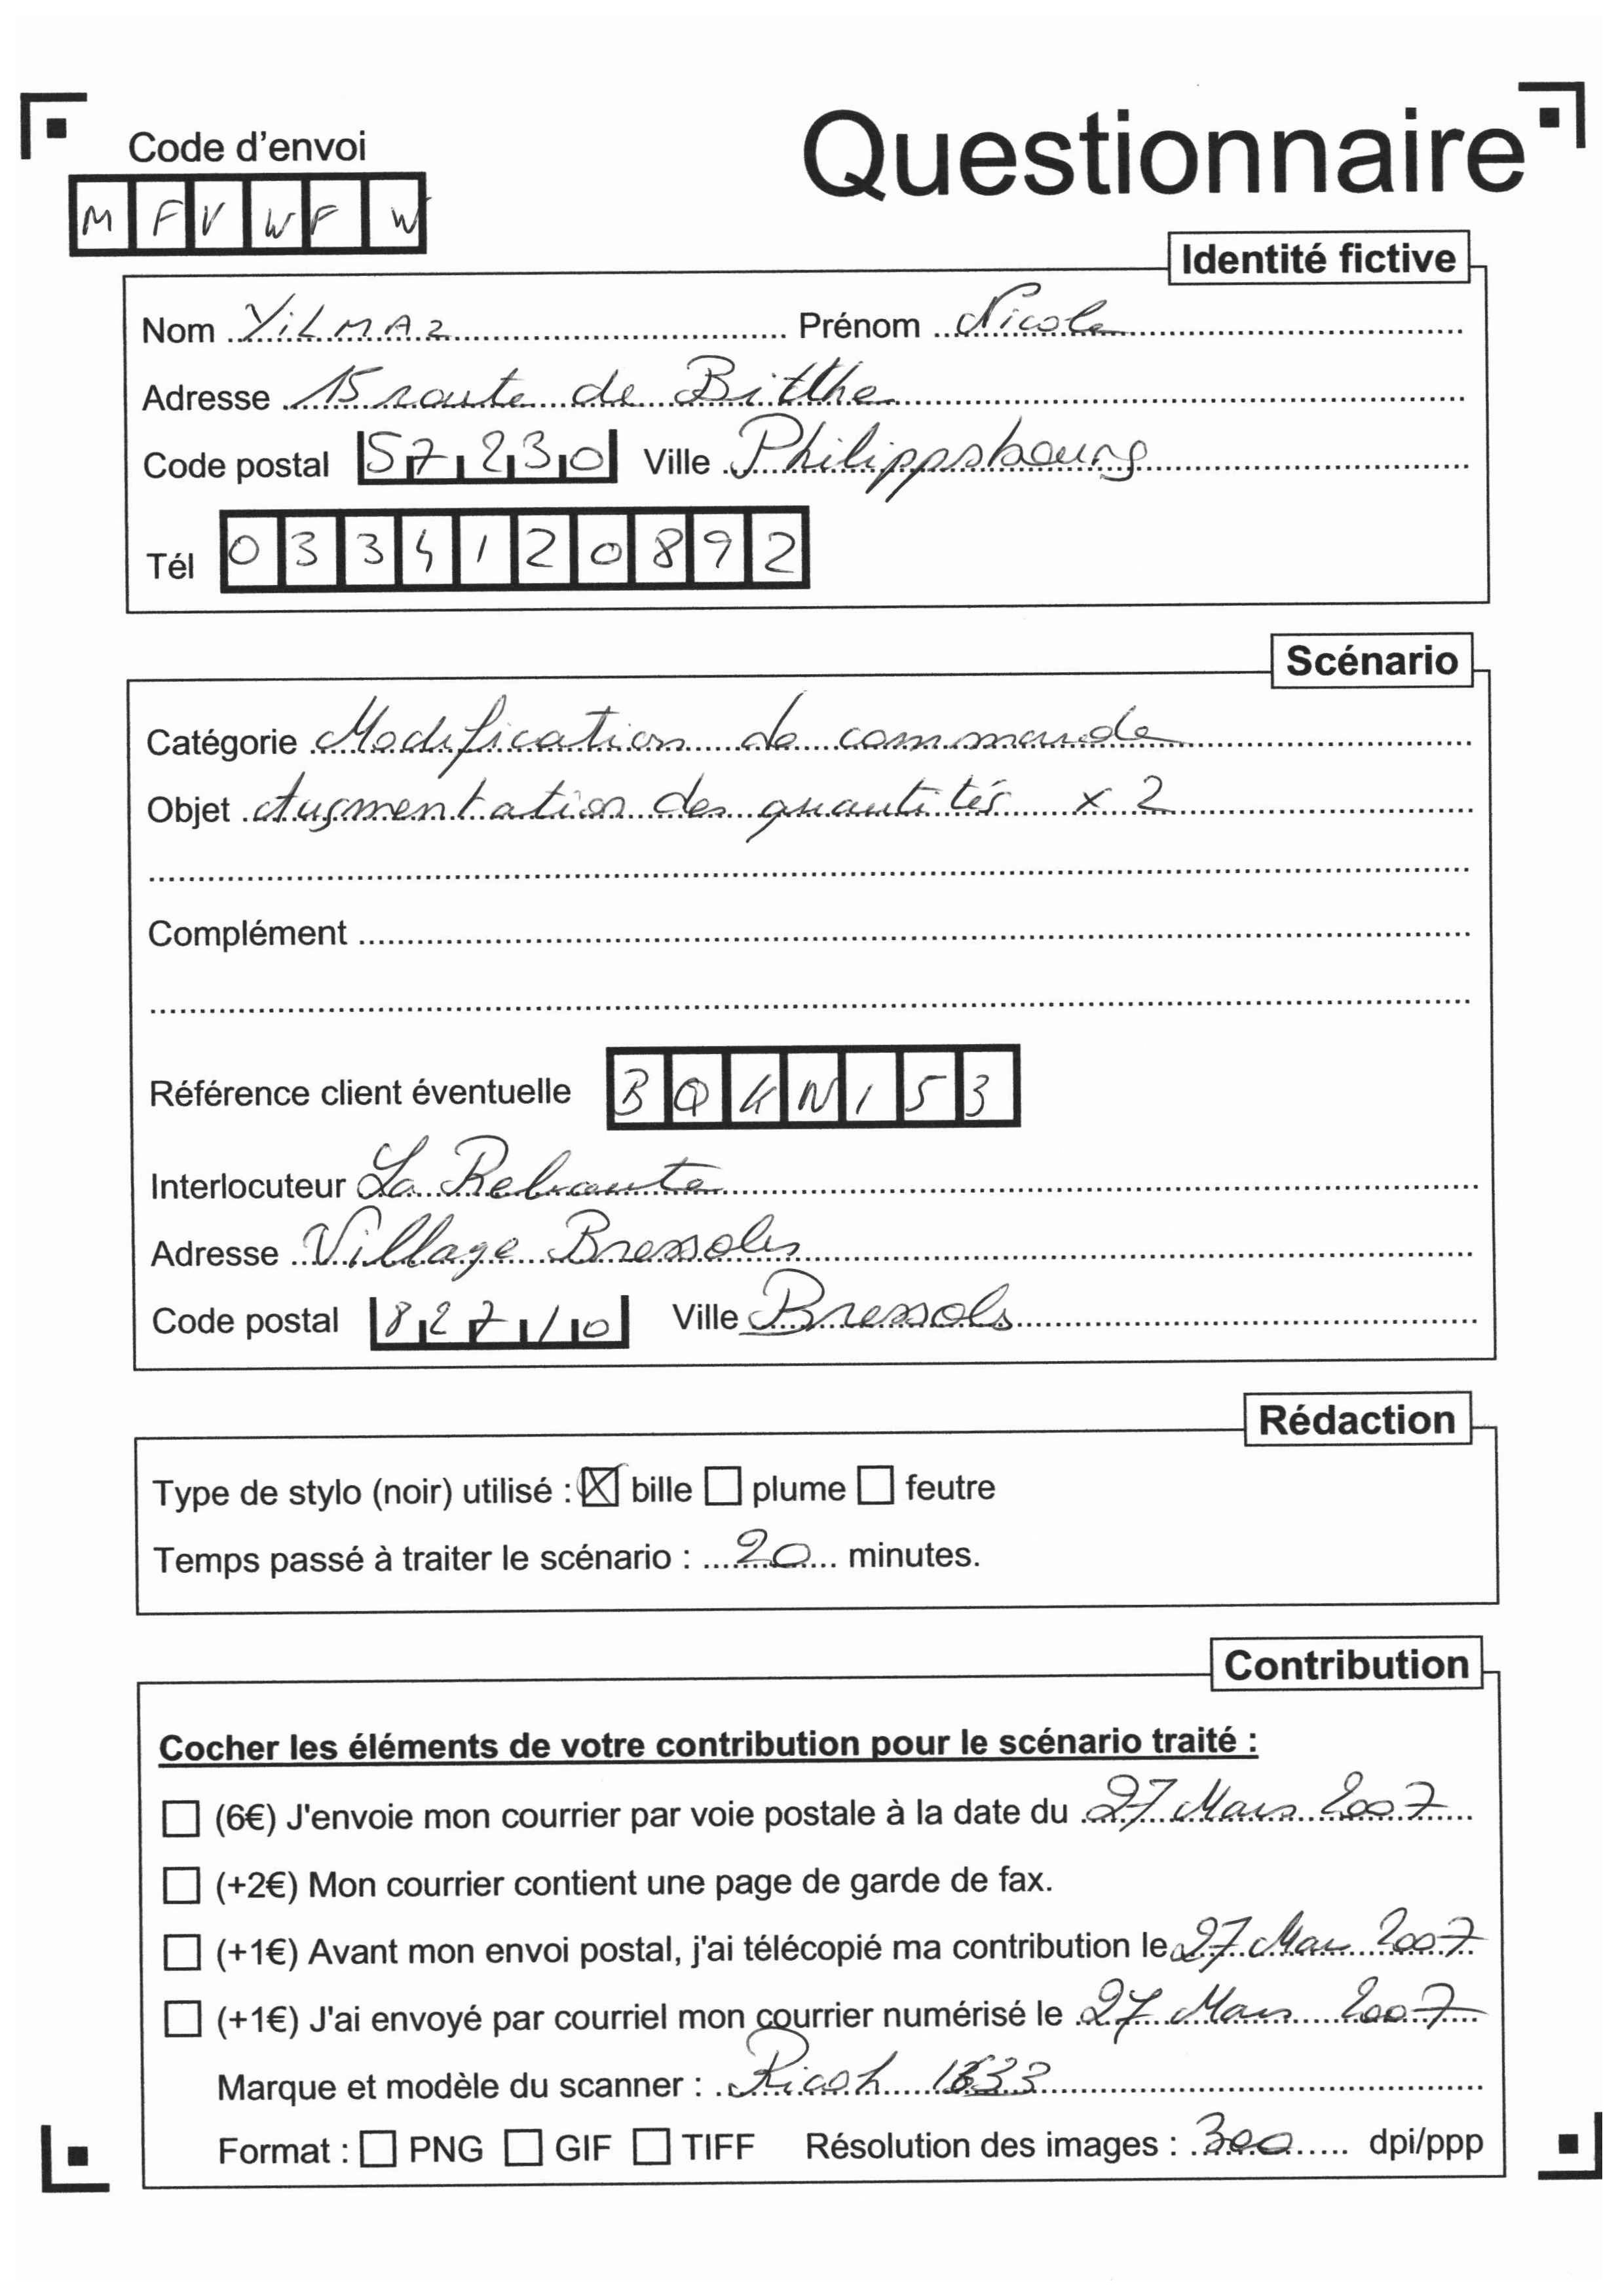 Code d'envoi
Questionnaire
M F V W F W
Identité fictive
Nom YiLMAZ Prénom Nicole
Adresse 15 route de Bitthe
Code postal 57230 Ville Philippsbourg
Tél 0334120892
Scénario
Catégorie Modification de commande
Objet Augmentation des quantités x 2
Complément
Référence client éventuelle BQKN153
Interlocuteur La
Adresse Village Bressols
Code postal 82710 Ville Bressols
Rédaction
Type de stylo (noir) utilisé : ☒ bille ☐ plume ☐ feutre
Temps passé à traiter le scénario : 20 minutes.
Contribution
Cocher les éléments de votre contribution pour le scénario traité :
☐ (6€) J'envoie mon courrier par voie postale à la date du 27 Mars 2007
☐ (+2€) Mon courrier contient une page de garde de fax.
☐ (+1€) Avant mon envoi postal, j'ai télécopié ma contribution le 27 Mars 2007
☐ (+1€) J'ai envoyé par courriel mon courrier numérisé le 27 Mars 2007
Marque et modèle du scanner : Ricoh
Format : ☐ PNG ☐ GIF ☐ TIFF Résolution des images : 300 dpi/ppp